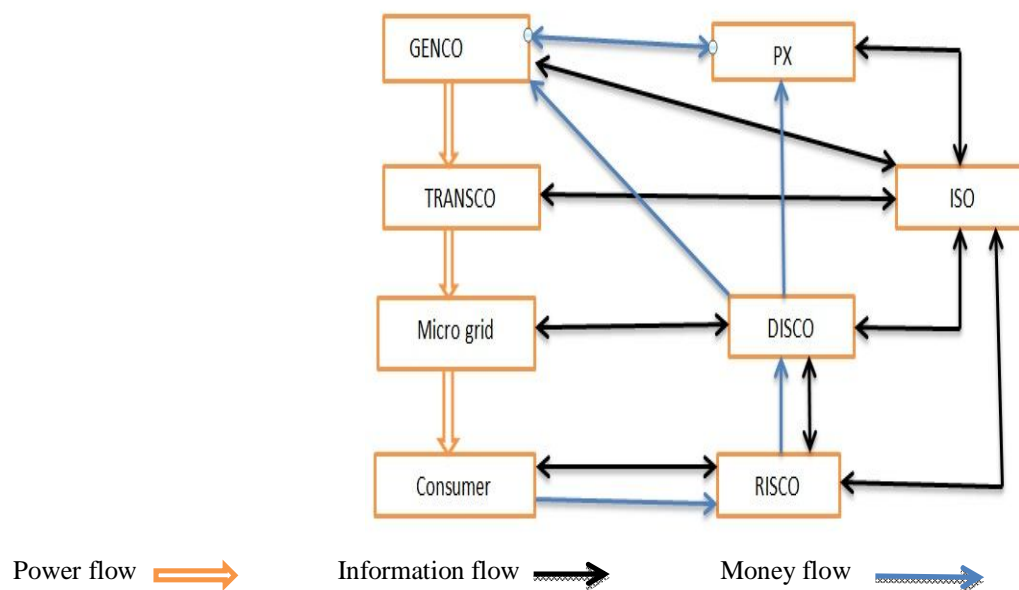 GENCO
PX
TRANSCO
ISO
Micro grid
DISCO
Consumer
RISCO
Power flow
Information flow
Money flow